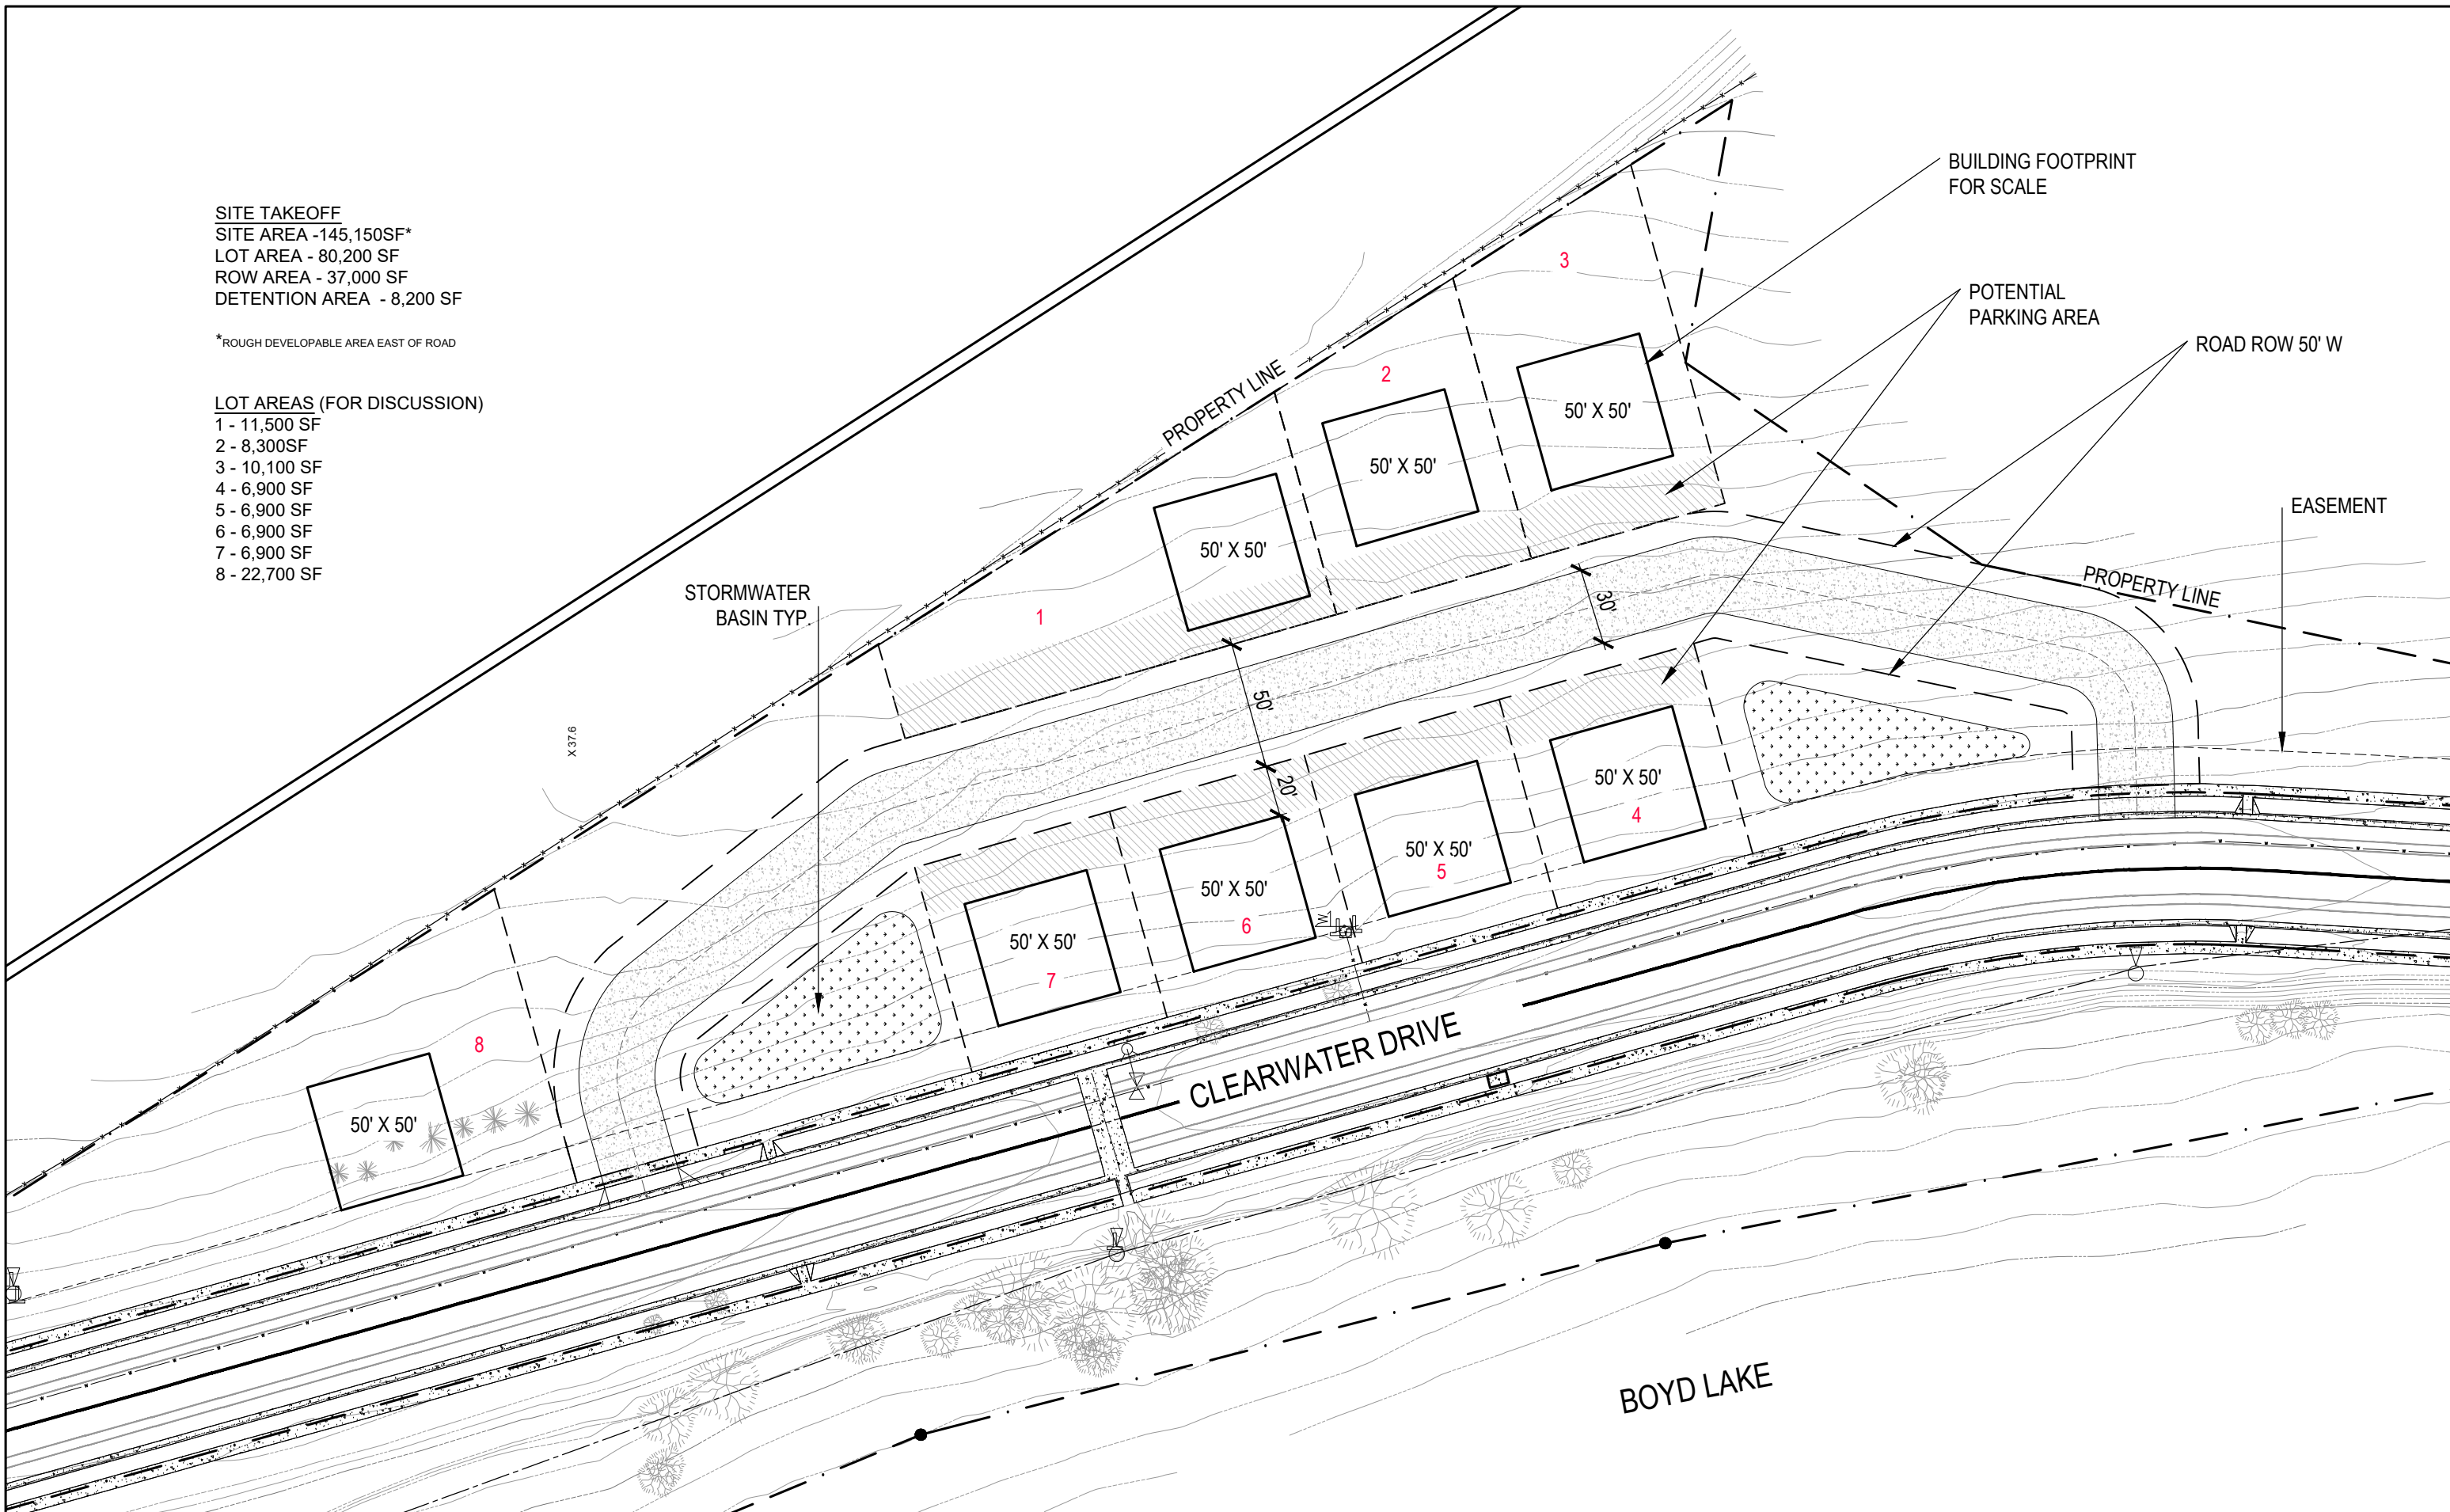 SITE TAKEOFF
SITE AREA -145,150SF*
LOT AREA - 80,200 SF
ROW AREA - 37,000 SF
DETENTION AREA - 8,200 SF
*ROUGH DEVELOPABLE AREA EAST OF ROAD
LOT AREAS (FOR DISCUSSION)
1 - 11,500 SF
2 - 8,300SF
3 - 10,100 SF
4 - 6,900 SF
5 - 6,900 SF
6 - 6,900 SF
7 - 6,900 SF
8 - 22,700 SF
BUILDING FOOTPRINT
FOR SCALE
POTENTIAL
PARKING AREA
ROAD ROW 50' W
EASEMENT
PROPERTY LINE
PROPERTY LINE
STORMWATER
BASIN TYP.
3
2
1
50' X 50'
50' X 50'
50' X 50'
30'
50'
20'
X 37.6
50' X 50'
4
50' X 50'
5
50' X 50'
6
50' X 50'
7
8
50' X 50'
W
CLEARWATER DRIVE
BOYD LAKE